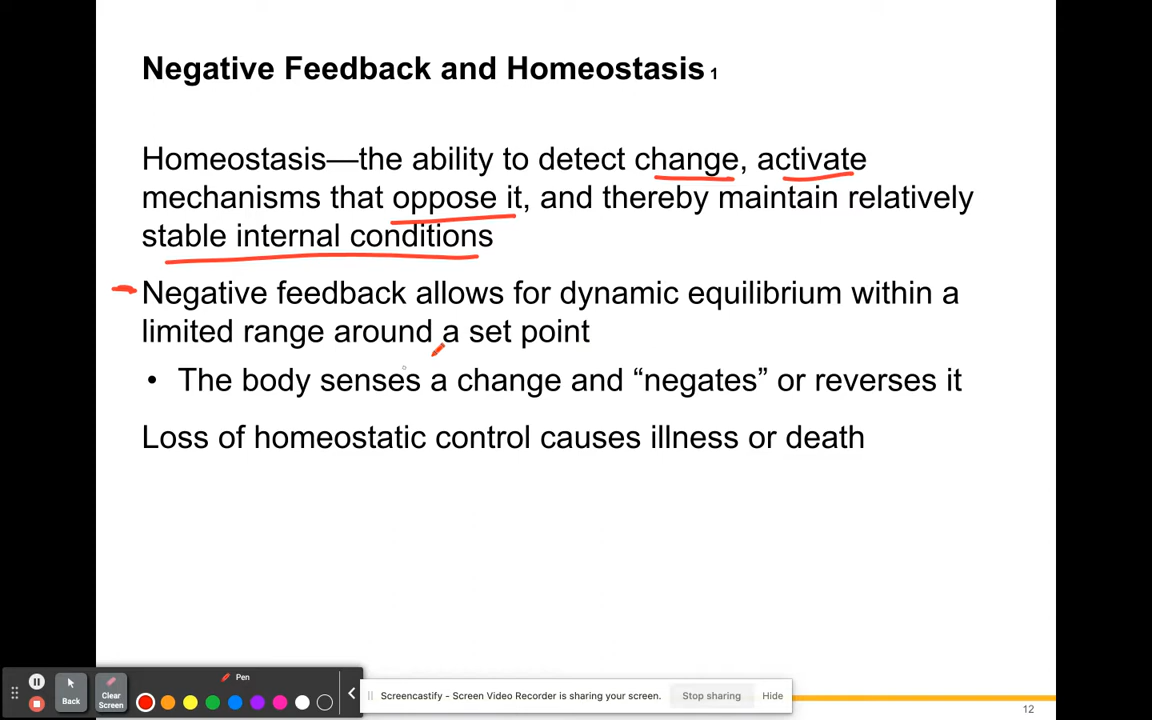 Negative Feedback and Homeostasis 1
Homeostasis—the ability to detect change, activate
mechanisms that oppose it, and thereby maintain relatively
stable internal conditions
Negative feedback allows for dynamic equilibrium within a
limited range around a set point
• The body senses a change and “negates” or reverses it
Loss of homeostatic control causes illness or death
Pen
Back
Clear
Screen
Screencastify - Screen Video Recorder is sharing your screen.
Stop sharing
Hide
12